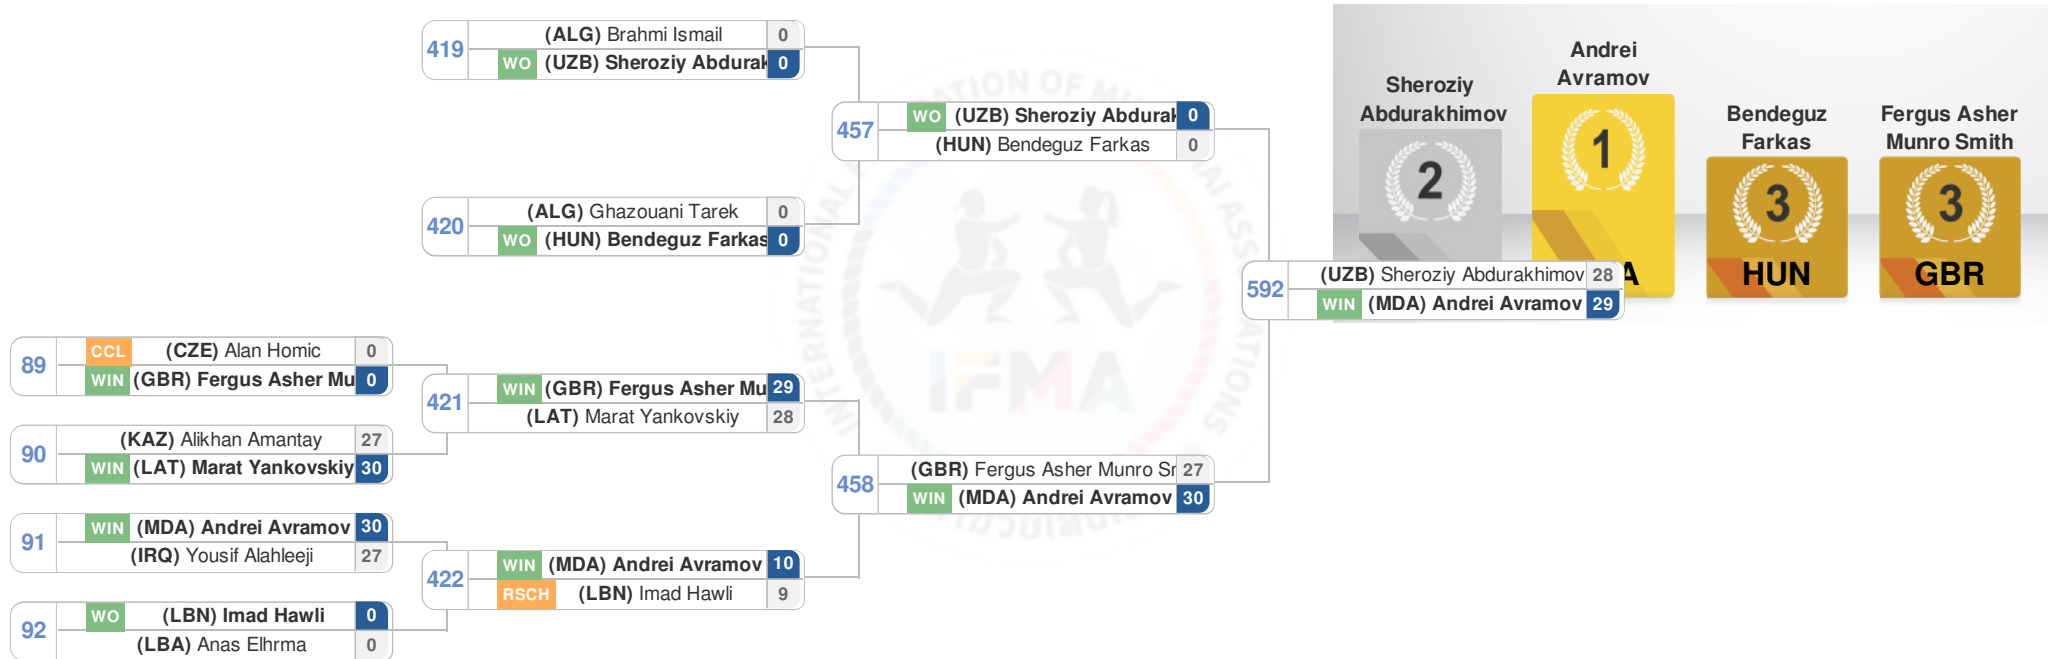 419
(ALG) Brahmi Ismail 0
WO (UZB) Sheroziy Abdurak 0
420
(ALG) Ghazouani Tarek 0
WO (HUN) Bendeguz Farkas 0
89
CCL (CZE) Alan Homic 0
WIN (GBR) Fergus Asher Mu 0
90
(KAZ) Alikhan Amantay 27
WIN (LAT) Marat Yankovskiy 30
91
WIN (MDA) Andrei Avramov 30
(IRQ) Yousif Alahleeji 27
92
WO (LBN) Imad Hawli 0
(LBA) Anas Elhrma 0
421
WIN (GBR) Fergus Asher Mu 29
(LAT) Marat Yankovskiy 28
422
WIN (MDA) Andrei Avramov 10
RSCH (LBN) Imad Hawli 9
457
WO (UZB) Sheroziy Abdurak 0
(HUN) Bendeguz Farkas 0
458
(GBR) Fergus Asher Munro Sr 27
WIN (MDA) Andrei Avramov 30
592
(UZB) Sheroziy Abdurakhimov 28
WIN (MDA) Andrei Avramov 29
Sheroziy
Abdurakhimov
2
Andrei
Avramov
1
A
Bendeguz
Farkas
3
HUN
Fergus Asher
Munro Smith
3
GBR
IFMA